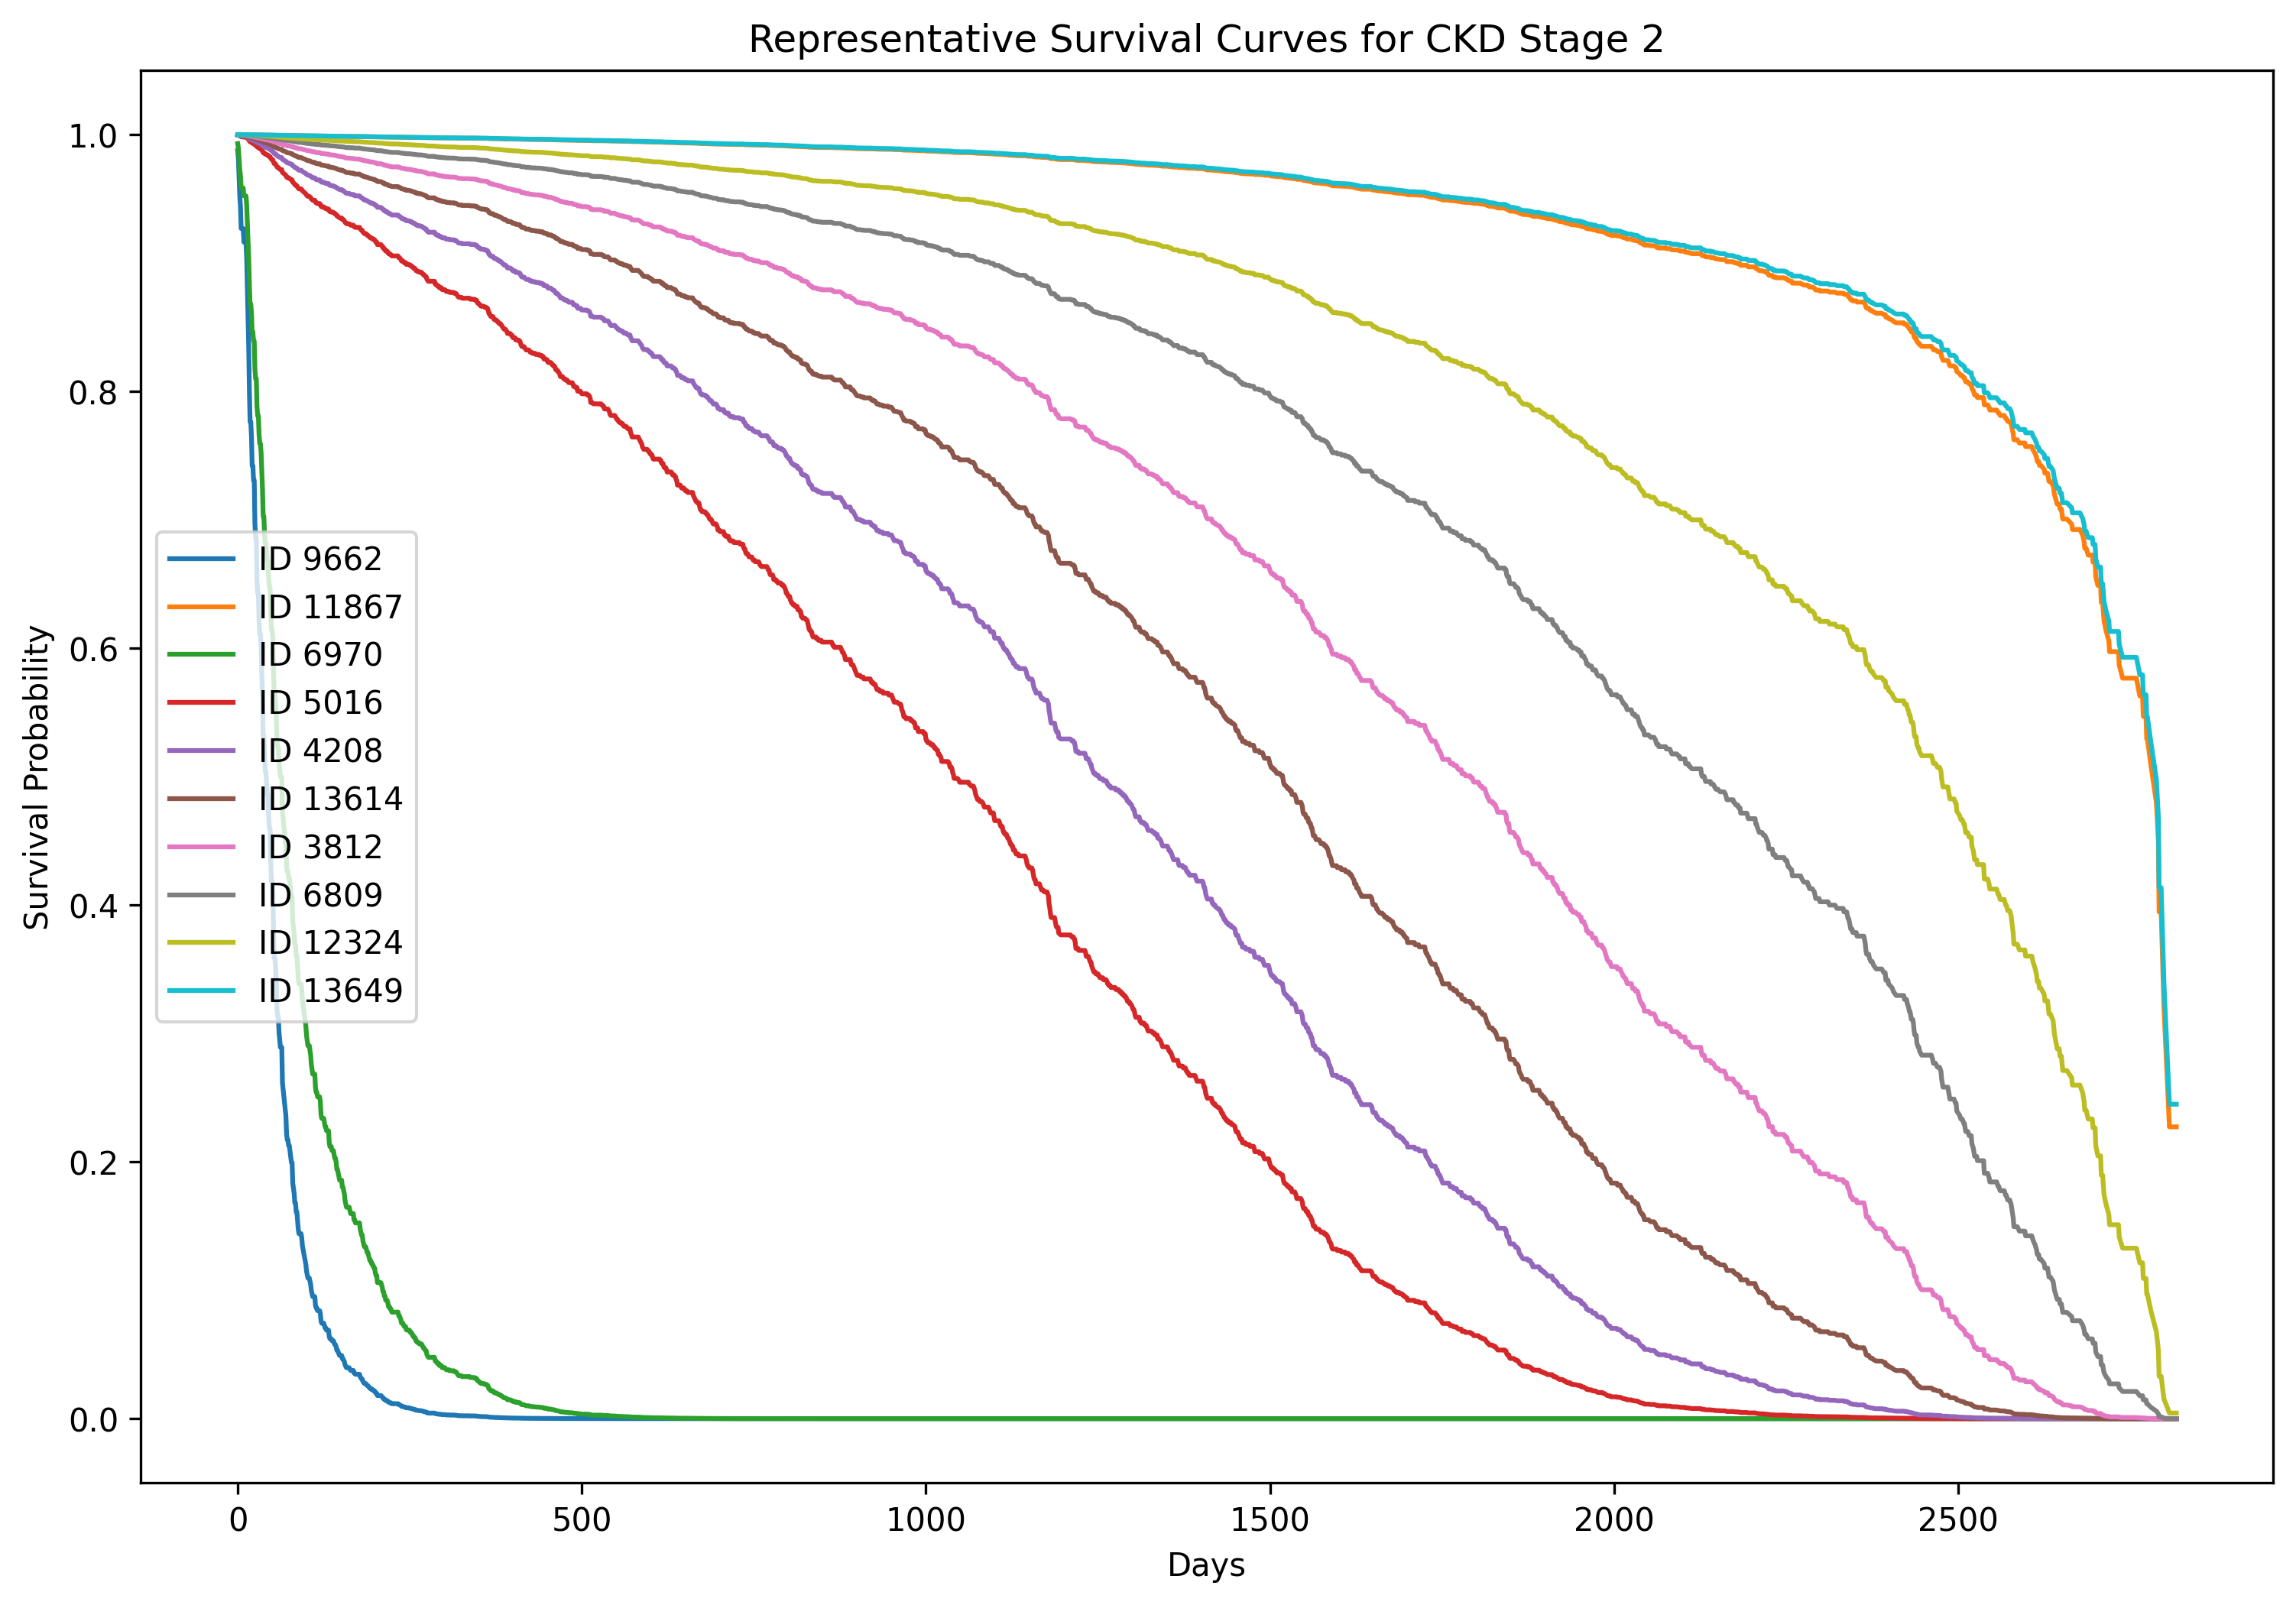 Representative Survival Curves for CKD Stage 2
Survival Probability
1.0
0.8
0.6
0.4
0.2
0.0
ID 9662
ID 11867
ID 6970
ID 5016
ID 4208
ID 13614
ID 3812
ID 6809
ID 12324
ID 13649
0
500
1000
1500
2000
2500
Days